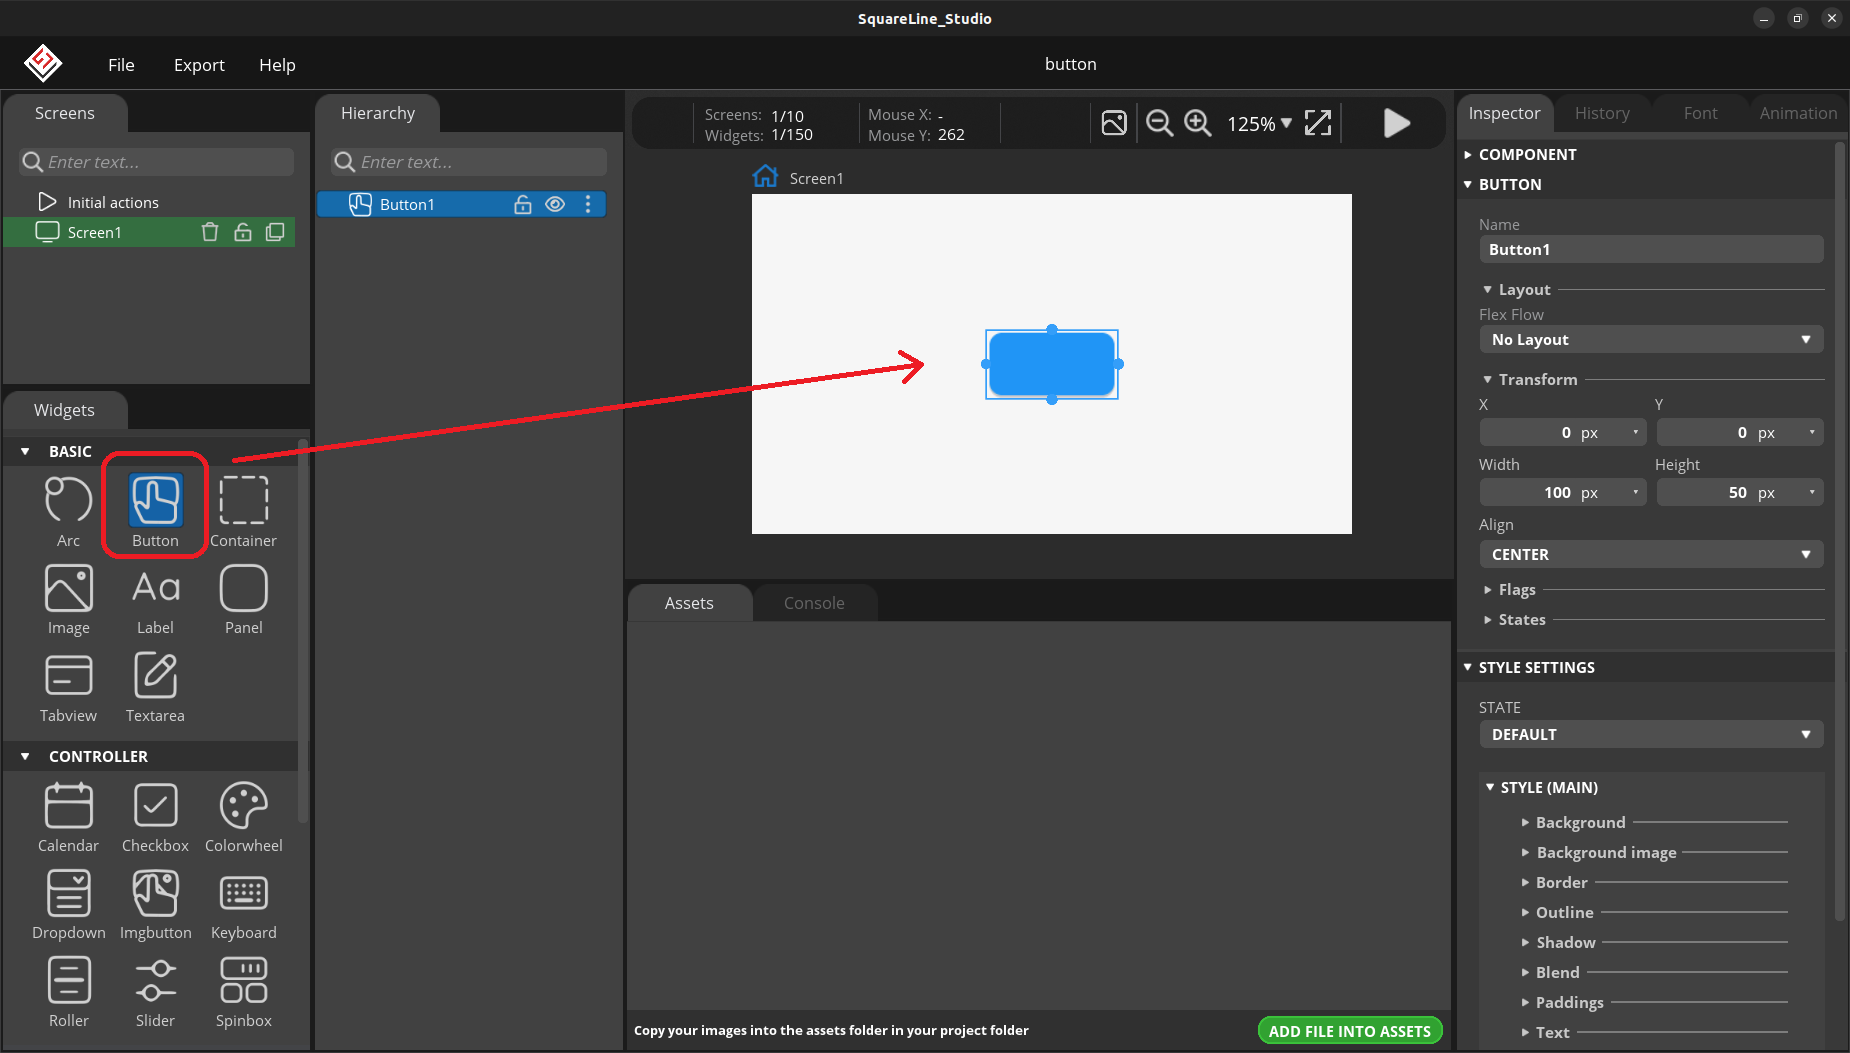 SquareLine_Studio
File Export Help
button
Screens
Enter text...
Initial actions
Screen1
Widgets
BASIC
Arc Button Container
Image Label Panel
Tabview Textarea
CONTROLLER
Calendar Checkbox Colorwheel
Dropdown Imgbutton Keyboard
Roller Slider Spinbox
Hierarchy
Enter text...
Button1
Screens: 1/10
Widgets: 1/150
Mouse X: -
Mouse Y: 262
125%
Screen1
Assets Console
Copy your images into the assets folder in your project folder
ADD FILE INTO ASSETS
Inspector History Font Animation
COMPONENT
BUTTON
Name
Button1
Layout
Flex Flow
No Layout
Transform
X Y
0 px 0 px
Width Height
100 px 50 px
Align
CENTER
Flags
States
STYLE SETTINGS
STATE
DEFAULT
STYLE (MAIN)
Background
Background image
Border
Outline
Shadow
Blend
Paddings
Text